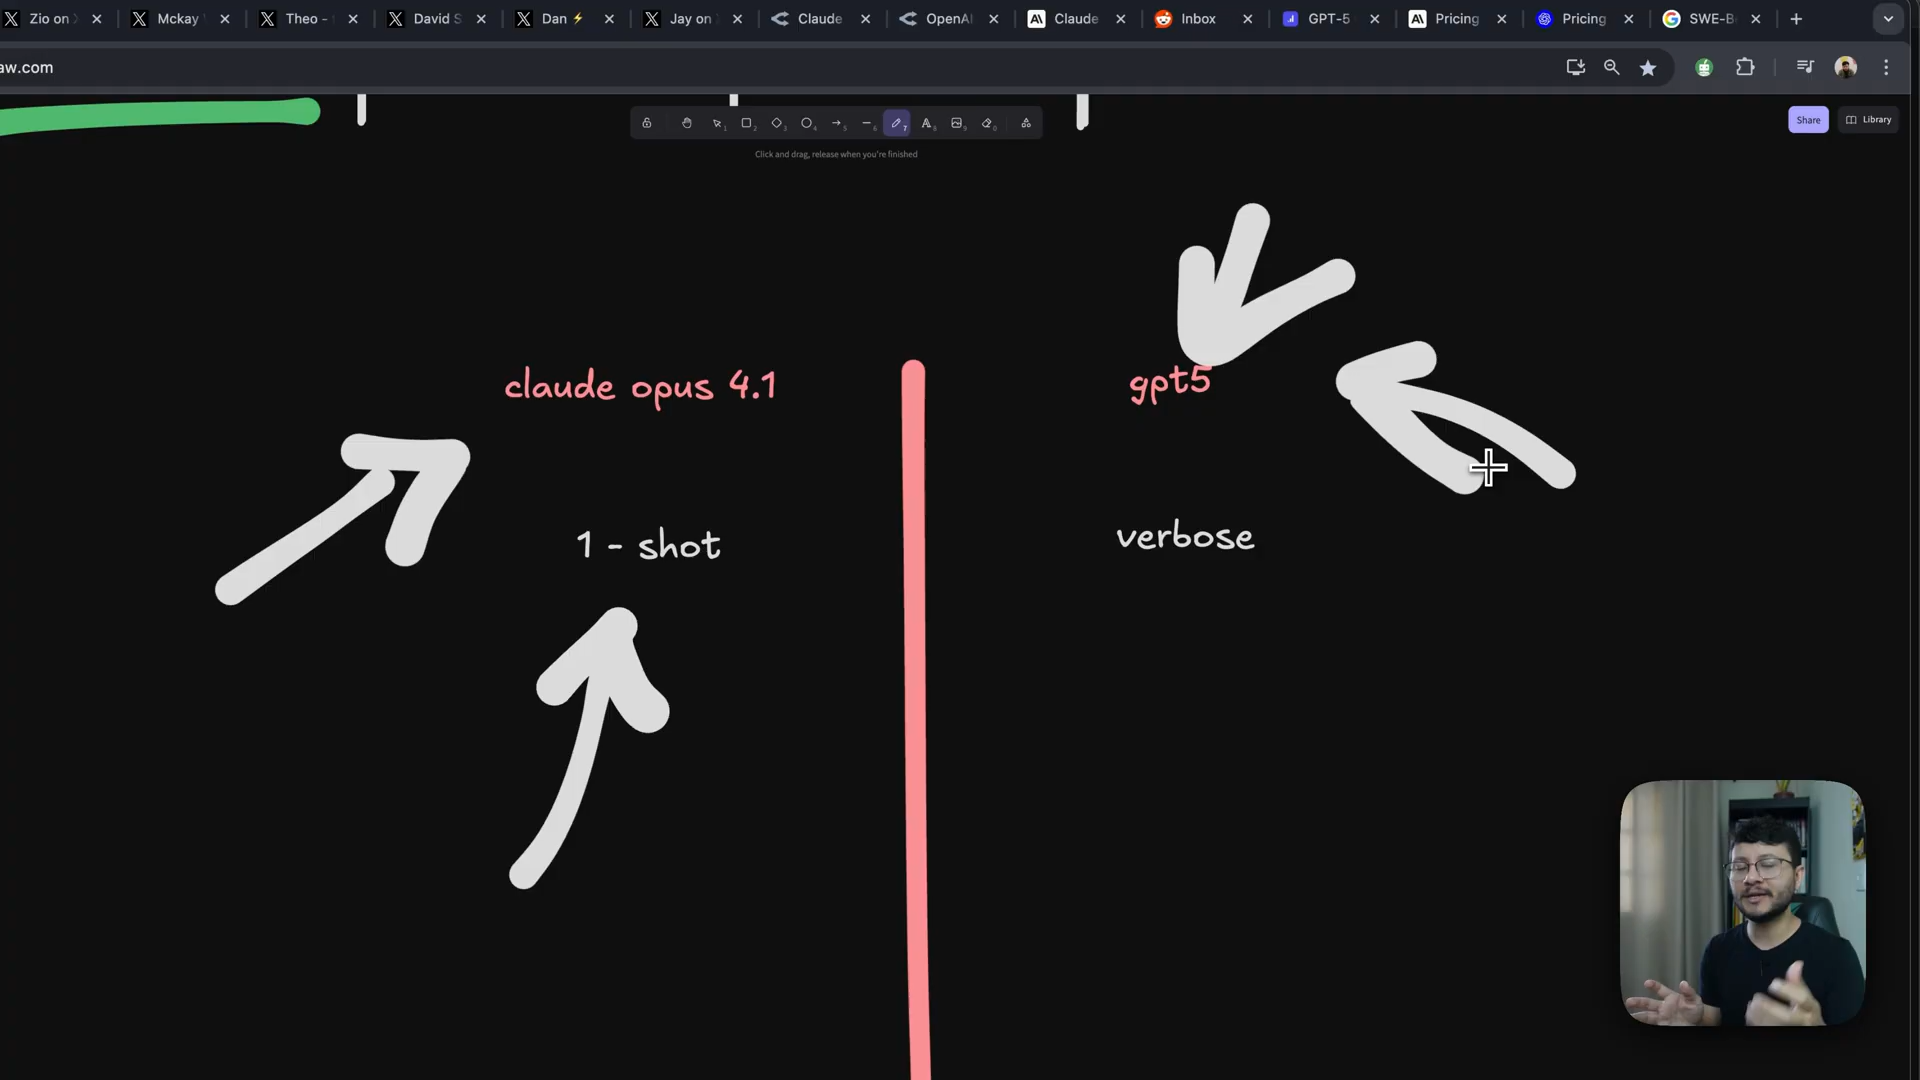 Zio on X
Mckay
Theo -
David S
Dan ⚡
Jay on
Claude
OpenAI
Claude
Inbox
GPT-5
Pricing
Pricing
SWE-B
aw.com
Click and drag, release when you're finished
Share
Library
claude opus 4.1
gpt5
1 - shot
verbose